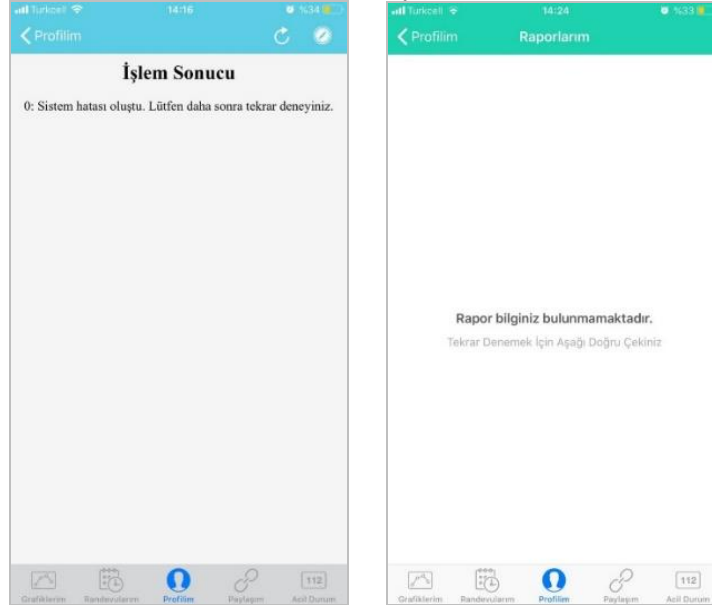 Turkcell 14:16 %34
Profilim
İşlem Sonucu
0: Sistem hatası oluştu. Lütfen daha sonra tekrar deneyiniz.
Grafiklerim Randevularım Profilim Paylaşım 112 Acil Durum
Turkcell 14:24 %33
Profilim Raporlarım
Rapor bilginiz bulunmamaktadır.
Tekrar Denemek İçin Aşağı Doğru Çekiniz
Grafiklerim Randevularım Profilim Paylaşım 112 Acil Durum